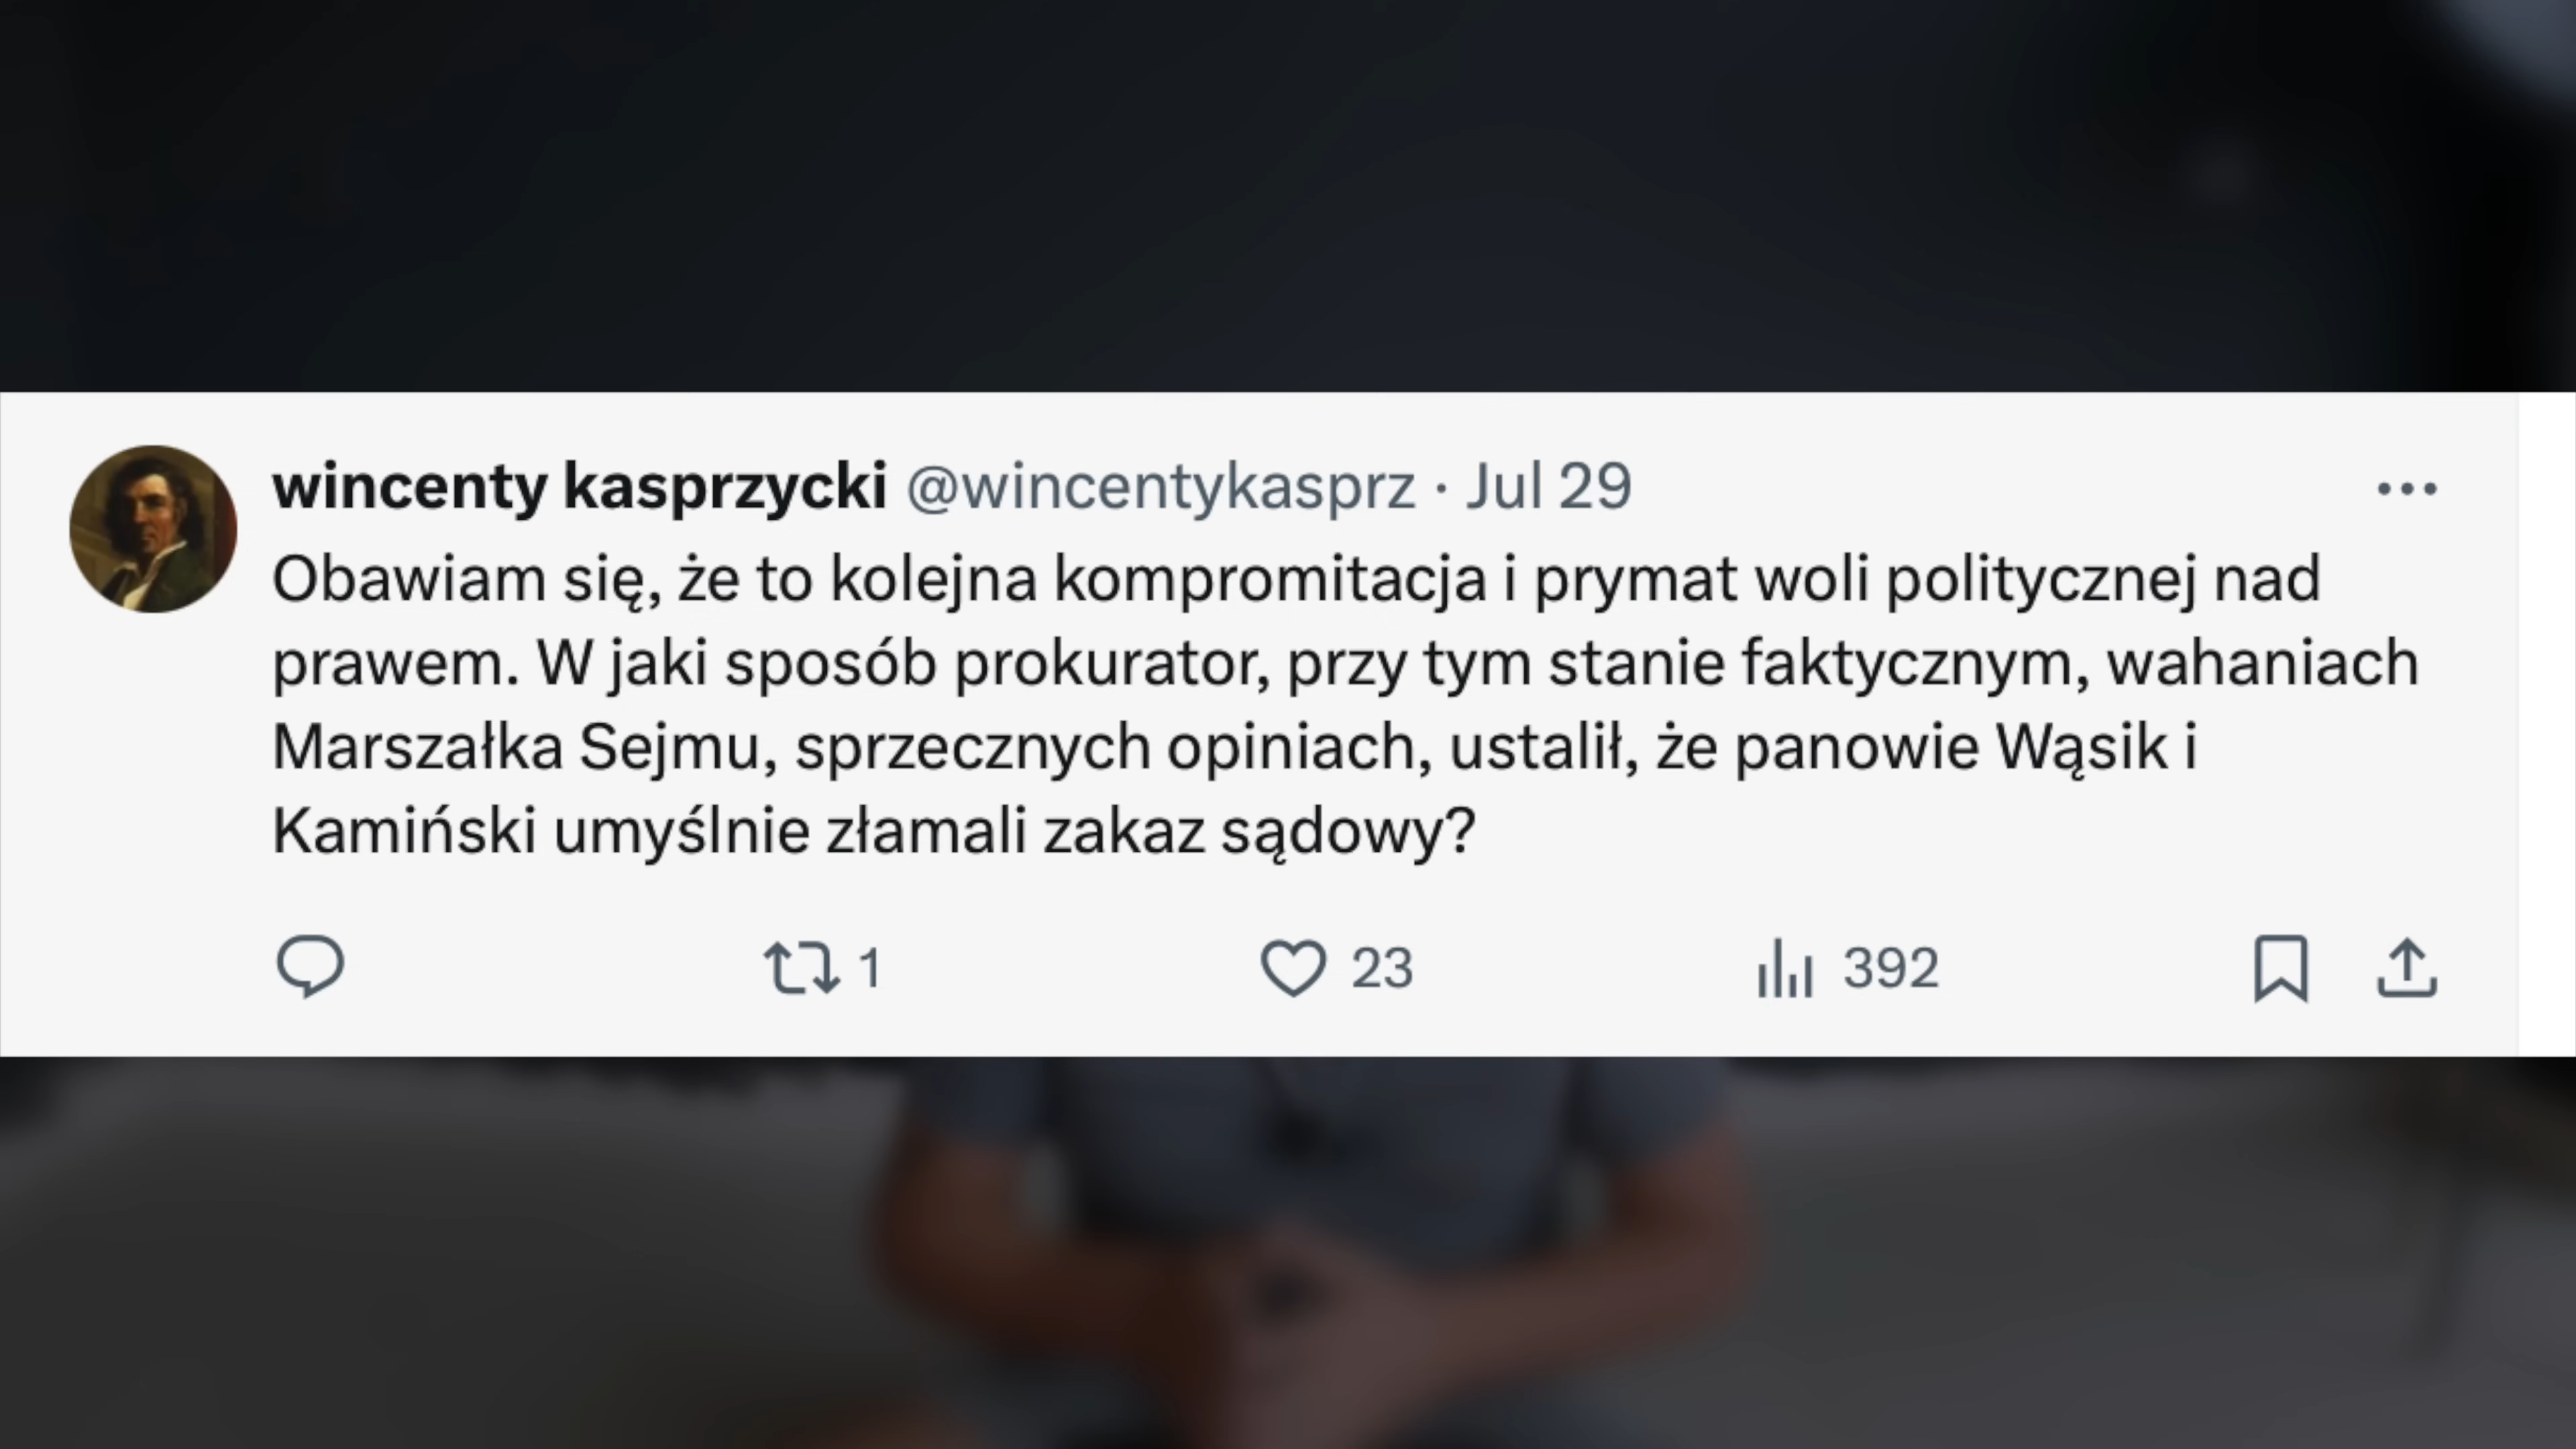 wincenty kasprzycki @wincentykasprz · Jul 29
Obawiam się, że to kolejna kompromitacja i prymat woli politycznej nad
prawem. W jaki sposób prokurator, przy tym stanie faktycznym, wahaniach
Marszałka Sejmu, sprzecznych opiniach, ustalił, że panowie Wąsik i
Kamiński umyślnie złamali zakaz sądowy?
1 23 392